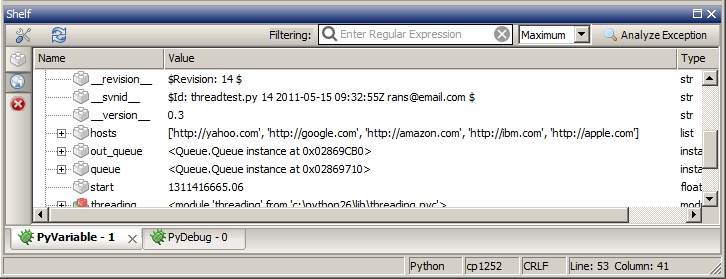 Shelf
Filtering: Enter Regular Expression Maximum Analyze Exception
Name Value Type
__revision__ $Revision: 14 $ str
__svnid__ $Id: threadtest.py 14 2011-05-15 09:32:55Z rans@email.com $ str
__version__ 0.3 str
hosts ['http://yahoo.com', 'http://google.com', 'http://amazon.com', 'http://ibm.com', 'http://apple.com'] list
out_queue <Queue.Queue instance at 0x02869CB0> insta
queue <Queue.Queue instance at 0x02869710> insta
start 1311416665.06 float
threading <module 'threading' from 'c:\python26\lib\threading.pyc'> modu
PyVariable - 1 PyDebug - 0
Python cp1252 CRLF Line: 53 Column: 41